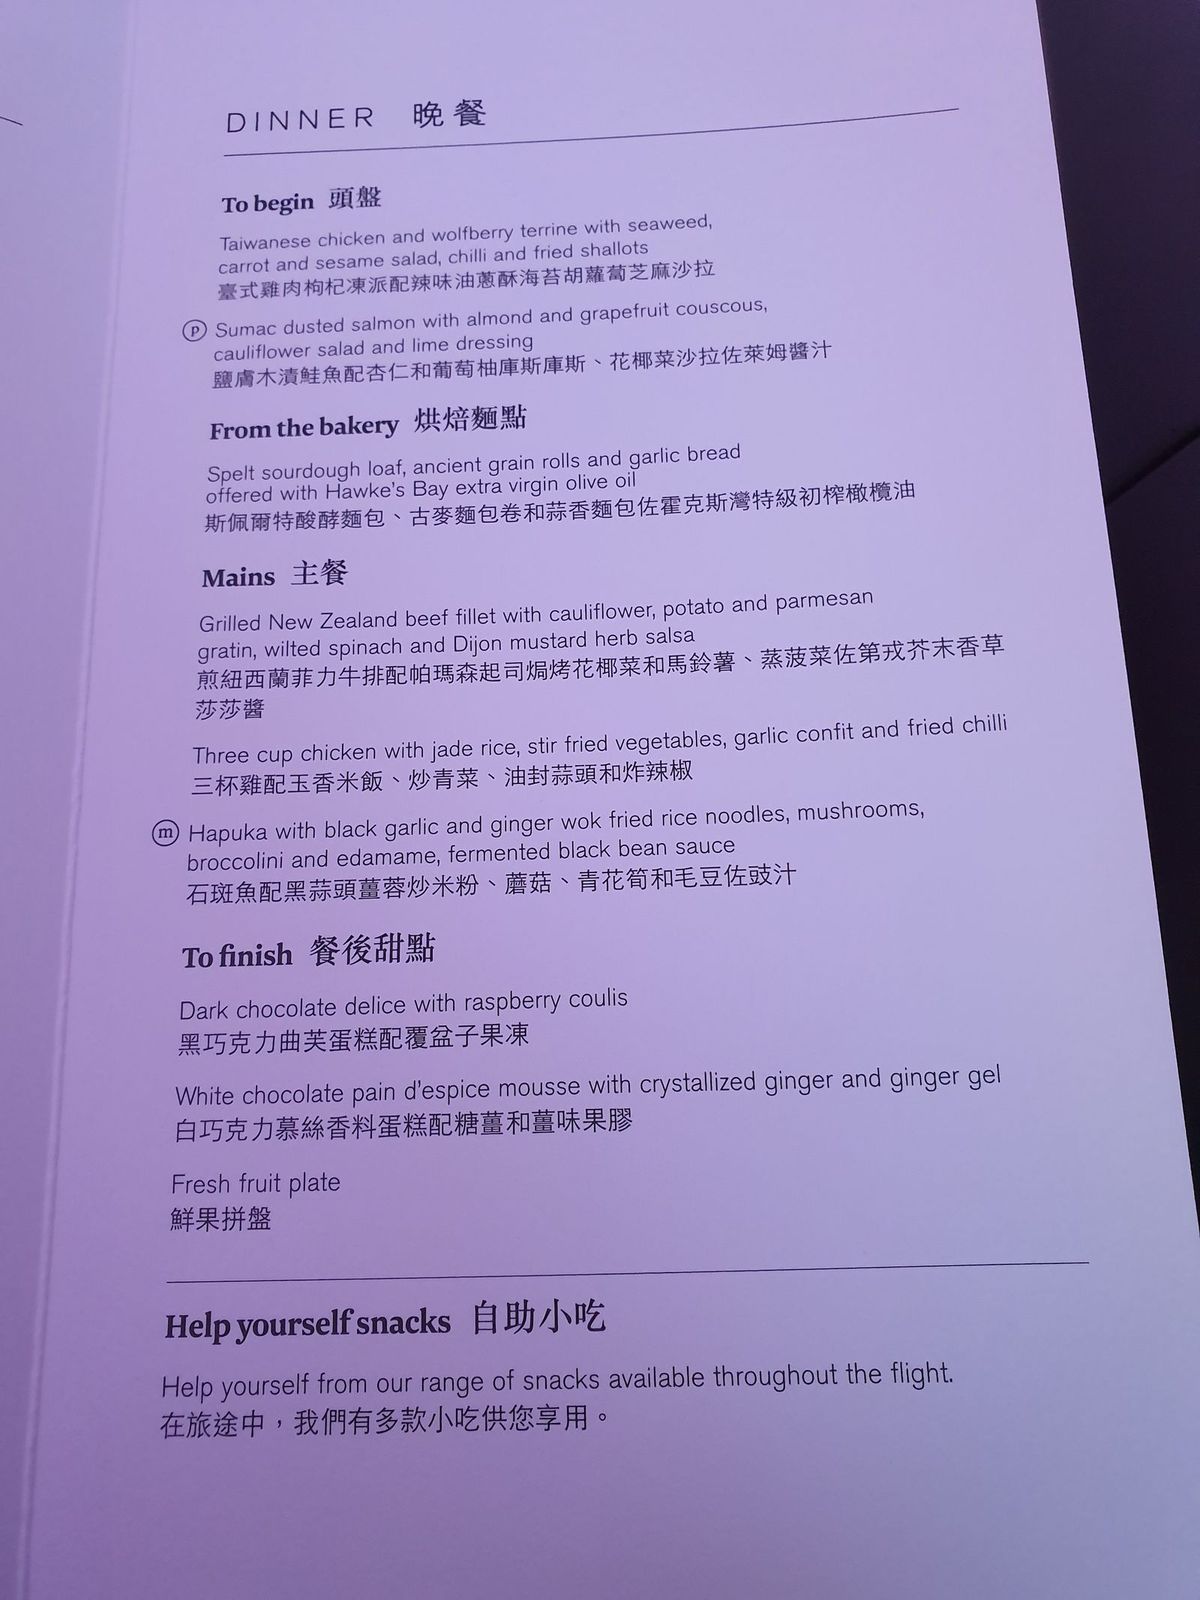 DINNER 晚餐
To begin 頭盤
Taiwanese chicken and wolfberry terrine with seaweed,
carrot and sesame salad, chilli and fried shallots
臺式雞肉枸杞凍派配辣味油蔥酥海苔胡蘿蔔芝麻沙拉
p Sumac dusted salmon with almond and grapefruit couscous,
cauliflower salad and lime dressing
鹽膚木漬鮭魚配杏仁和葡萄柚庫斯庫斯、花椰菜沙拉佐萊姆醬汁
From the bakery 烘焙麵點
Spelt sourdough loaf, ancient grain rolls and garlic bread
offered with Hawke's Bay extra virgin olive oil
斯佩爾特酸酵麵包、古麥麵包卷和蒜香麵包佐霍克斯灣特級初榨橄欖油
Mains 主餐
Grilled New Zealand beef fillet with cauliflower, potato and parmesan
gratin, wilted spinach and Dijon mustard herb salsa
煎紐西蘭菲力牛排配帕瑪森起司焗烤花椰菜和馬鈴薯、蒸菠菜佐第戎芥末香草
莎莎醬
Three cup chicken with jade rice, stir fried vegetables, garlic confit and fried chilli
三杯雞配玉香米飯、炒青菜、油封蒜頭和炸辣椒
m Hapuka with black garlic and ginger wok fried rice noodles, mushrooms,
broccolini and edamame, fermented black bean sauce
石斑魚配黑蒜頭薑蓉炒米粉、蘑菇、青花筍和毛豆佐豉汁
To finish 餐後甜點
Dark chocolate delice with raspberry coulis
黑巧克力曲芙蛋糕配覆盆子果凍
White chocolate pain d'espice mousse with crystallized ginger and ginger gel
白巧克力慕絲香料蛋糕配糖薑和薑味果膠
Fresh fruit plate
鮮果拼盤
Help yourself snacks 自助小吃
Help yourself from our range of snacks available throughout the flight.
在旅途中，我們有多款小吃供您享用。